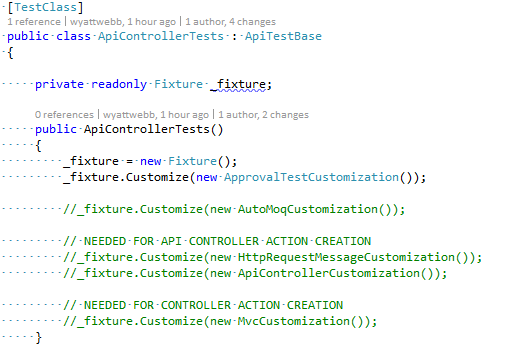 [TestClass]
1 reference | wyattwebb, 1 hour ago | 1 author, 4 changes
public class ApiControllerTests : ApiTestBase
{
private readonly Fixture _fixture;
0 references | wyattwebb, 1 hour ago | 1 author, 2 changes
public ApiControllerTests()
{
_fixture = new Fixture();
_fixture.Customize(new ApprovalTestCustomization());
//_fixture.Customize(new AutoMoqCustomization());
// NEEDED FOR API CONTROLLER ACTION CREATION
//_fixture.Customize(new HttpRequestMessageCustomization());
//_fixture.Customize(new ApiControllerCustomization());
// NEEDED FOR CONTROLLER ACTION CREATION
//_fixture.Customize(new MvcCustomization());
}